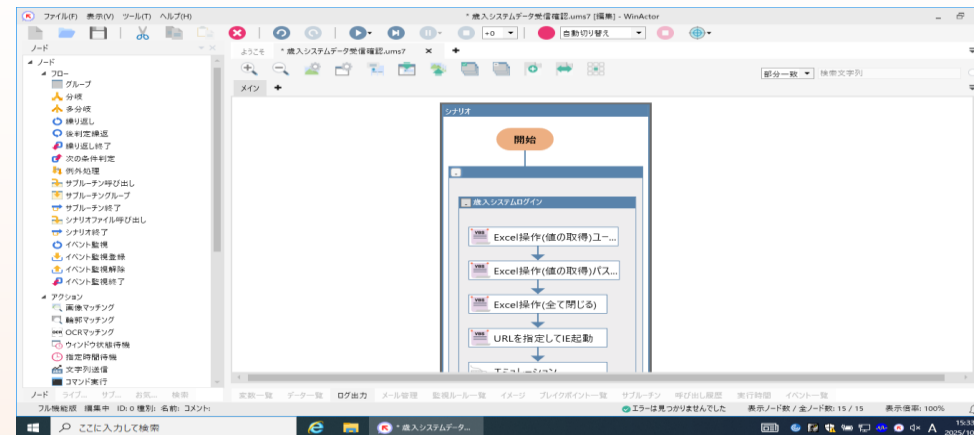 ファイル(F) 表示(V) ツール(T) ヘルプ(H)
* 歳入システムデータ受信確認.ums7 [編集] - WinActor
+0
自動切り替え
ノード
ようこそ
* 歳入システムデータ受信確認.ums7
部分一致
検索文字列
メイン
ノード
フロー
グループ
分岐
多分岐
繰り返し
後判定繰返
繰り返し終了
次の条件判定
例外処理
サブルーチン呼び出し
サブルーチングループ
サブルーチン終了
シナリオファイル呼び出し
シナリオ終了
イベント監視
イベント監視登録
イベント監視解除
イベント監視終了
アクション
画像マッチング
輪郭マッチング
OCRマッチング
ウィンドウ状態待機
指定時間待機
文字列送信
コマンド実行
シナリオ
開始
歳入システムログイン
Excel操作(値の取得)ユー...
Excel操作(値の取得)パス...
Excel操作(全て閉じる)
URLを指定してIE起動
エミュレーション
ノード ライブ... サブ... お気... 検索
変数一覧 データ一覧 ログ出力 メール管理 監視ルール一覧 イメージ ブレイクポイント一覧 サブルーチン 呼び出し履歴 実行時間 イベント一覧
フル機能版 編集中 ID: 0 種別: 名前: コメント:
エラーは見つかりませんでした
表示ノード数 / 全ノード数: 15 / 15
表示倍率: 100%
ここに入力して検索
* 歳入システムデータ...
A
15:33